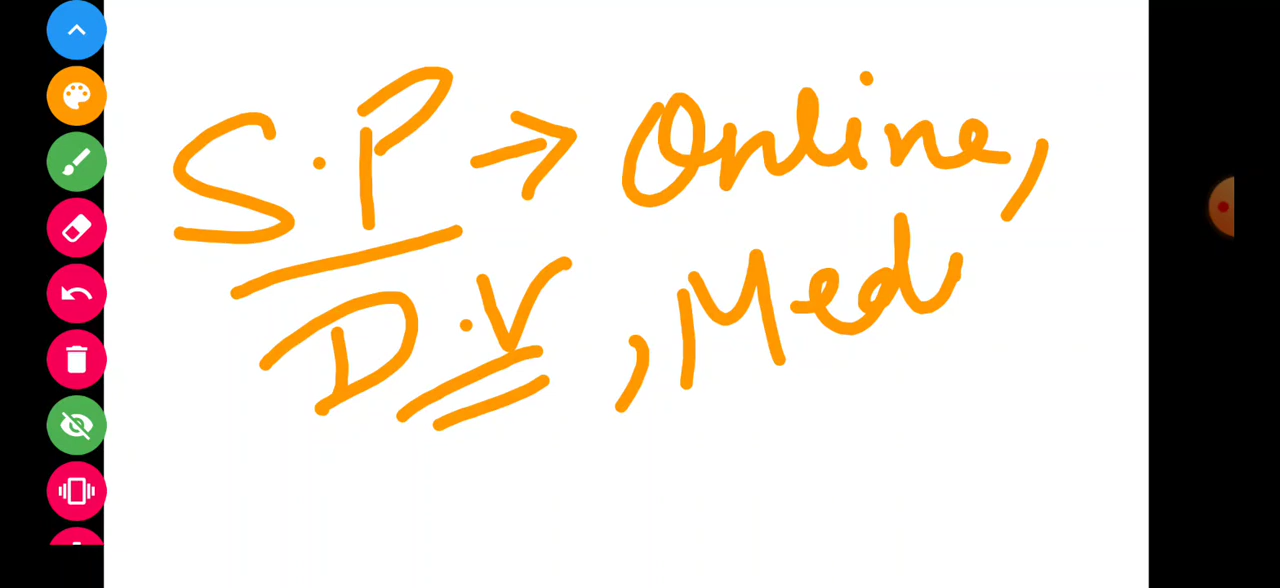 S.P → Online,
D.V , Med